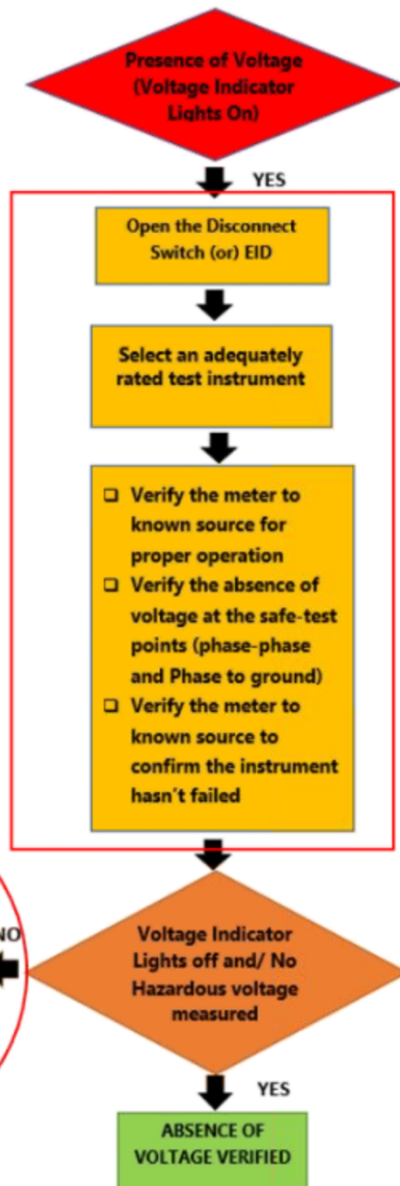 Presence of Voltage
(Voltage Indicator
Lights On)
YES
Open the Disconnect
Switch (or) EID
Select an adequately
rated test instrument
❑ Verify the meter to
known source for
proper operation
❑ Verify the absence of
voltage at the safe-test
points (phase-phase
and Phase to ground)
❑ Verify the meter to
known source to
confirm the instrument
hasn't failed
NO
Voltage Indicator
Lights off and/ No
Hazardous voltage
measured
YES
ABSENCE OF
VOLTAGE VERIFIED